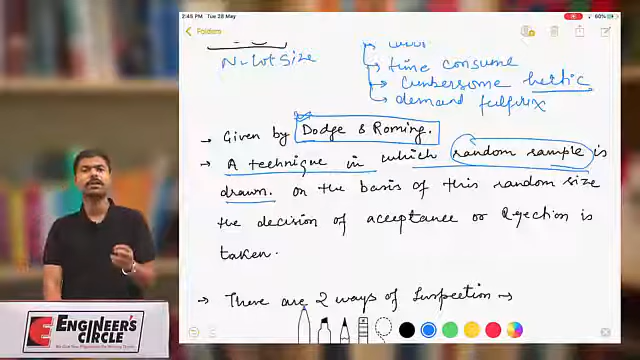 2:45 PM Tue 28 May
60%
Folders
N - Lot Size
→ time consume
→ Cumbersome hectic
→ demand fulfix
→ Given by Dodge & Roming.
→ A technique in which random sample is
drawn. on the basis of this random size
the decision of acceptance or Rejection is
taken.
→ There are 2 ways of Inspection →
ENGINEER'S
CIRCLE